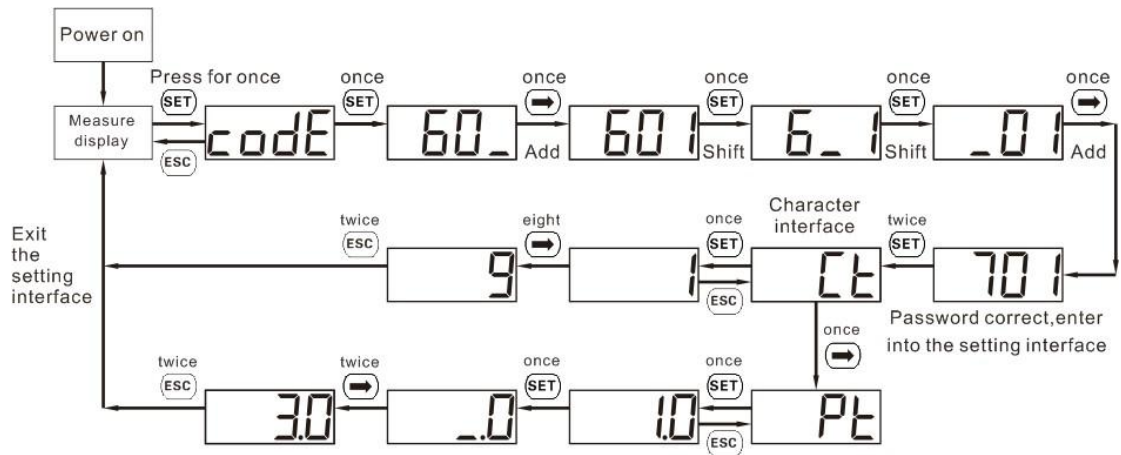 Power on
Press for once
once
once
once
once
once
SET
SET
➡
SET
SET
➡
Measure
display
codE
60_
601
6_1
_01
ESC
Add
Shift
Shift
Add
Exit
the
setting
interface
twice
ESC
eight
➡
once
SET
Character
interface
twice
SET
9
1
Ct
701
ESC
Password correct,enter
into the setting interface
once
➡
twice
ESC
twice
➡
once
SET
once
SET
3.0
_.0
1.0
Pt
ESC